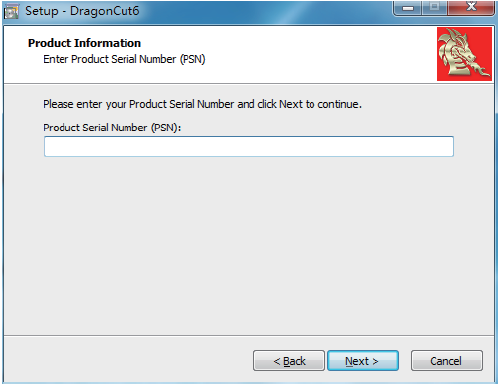 Setup - DragonCut6
Product Information
Enter Product Serial Number (PSN)
Please enter your Product Serial Number and click Next to continue.
Product Serial Number (PSN):
< Back
Next >
Cancel